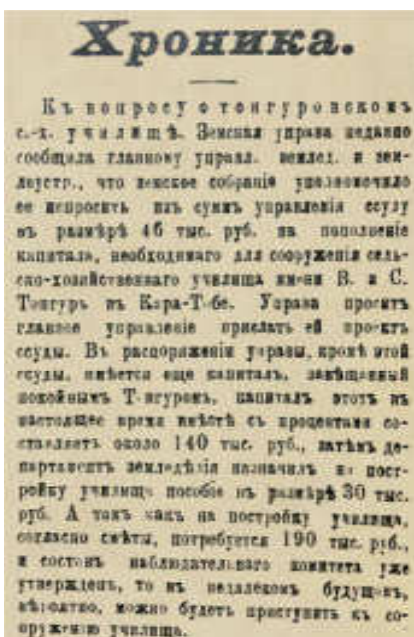 Хроника.
Къ вопросу о тонгуровскомъ
с.-х. училищѣ. Земская управа недавно
сообщила главному управл. землед. и зем-
леустр., что земское собраніе уполномочило
ее испросить изъ суммъ управленія ссуду
въ размѣрѣ 46 тыс. руб. на пополненіе
капитала, необходимаго для сооруженія сель-
ско-хозяйственнаго училища имени В. и С.
Тонгуръ въ Кара-Тобе. Управа проситъ
главное управленіе прислать ей проектъ
ссуды. Въ распоряженіи управы, кромѣ этой
ссуды, имѣется еще капиталъ, завѣщанный
покойнымъ Тонгуромъ, капиталъ этотъ въ
настоящее время вмѣстѣ съ процентами со-
ставляетъ около 140 тыс. руб., затѣмъ де-
партаментъ земледѣлія назначилъ на пост-
ройку училища пособіе въ размѣрѣ 30 тыс.
руб. А такъ какъ на постройку училища,
согласно смѣты, потребуется 190 тыс. руб.,
и составъ наблюдательнаго комитета уже
утвержденъ, то въ недалекомъ будущемъ,
вѣроятно, можно будетъ приступить къ со-
оруженію училища.